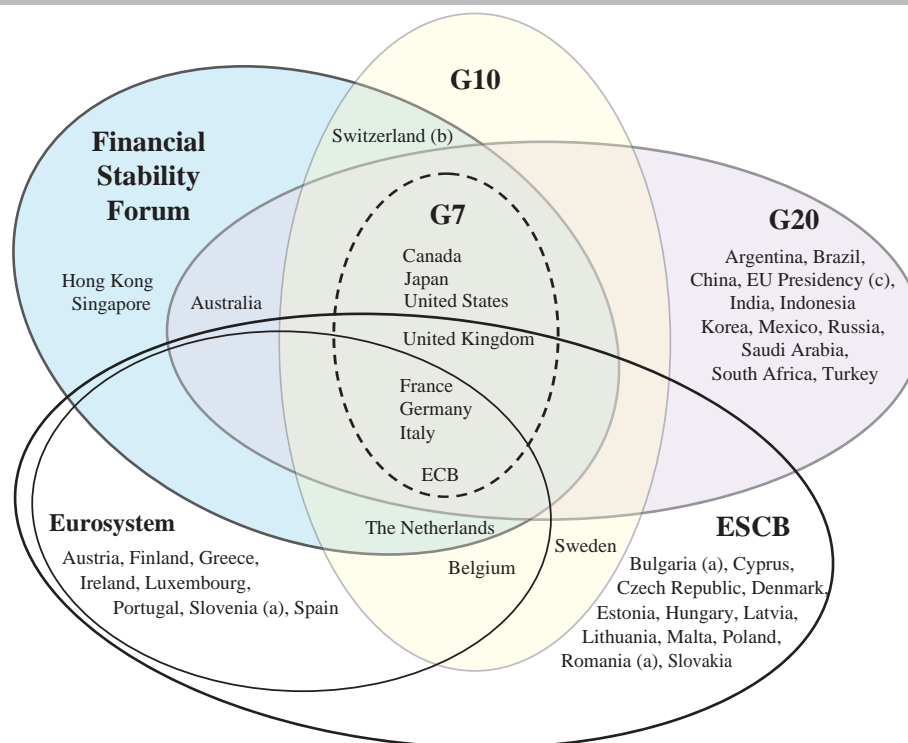 G10
Switzerland (b)
Financial
Stability
Forum
G7
G20
Canada
Japan
United States
Argentina, Brazil,
China, EU Presidency (c),
India, Indonesia
Korea, Mexico, Russia,
Saudi Arabia,
South Africa, Turkey
Hong Kong
Singapore
Australia
United Kingdom
France
Germany
Italy
ECB
Eurosystem
Austria, Finland, Greece,
Ireland, Luxembourg,
Portugal, Slovenia (a), Spain
The Netherlands
Belgium
Sweden
ESCB
Bulgaria (a), Cyprus,
Czech Republic, Denmark,
Estonia, Hungary, Latvia,
Lithuania, Malta, Poland,
Romania (a), Slovakia